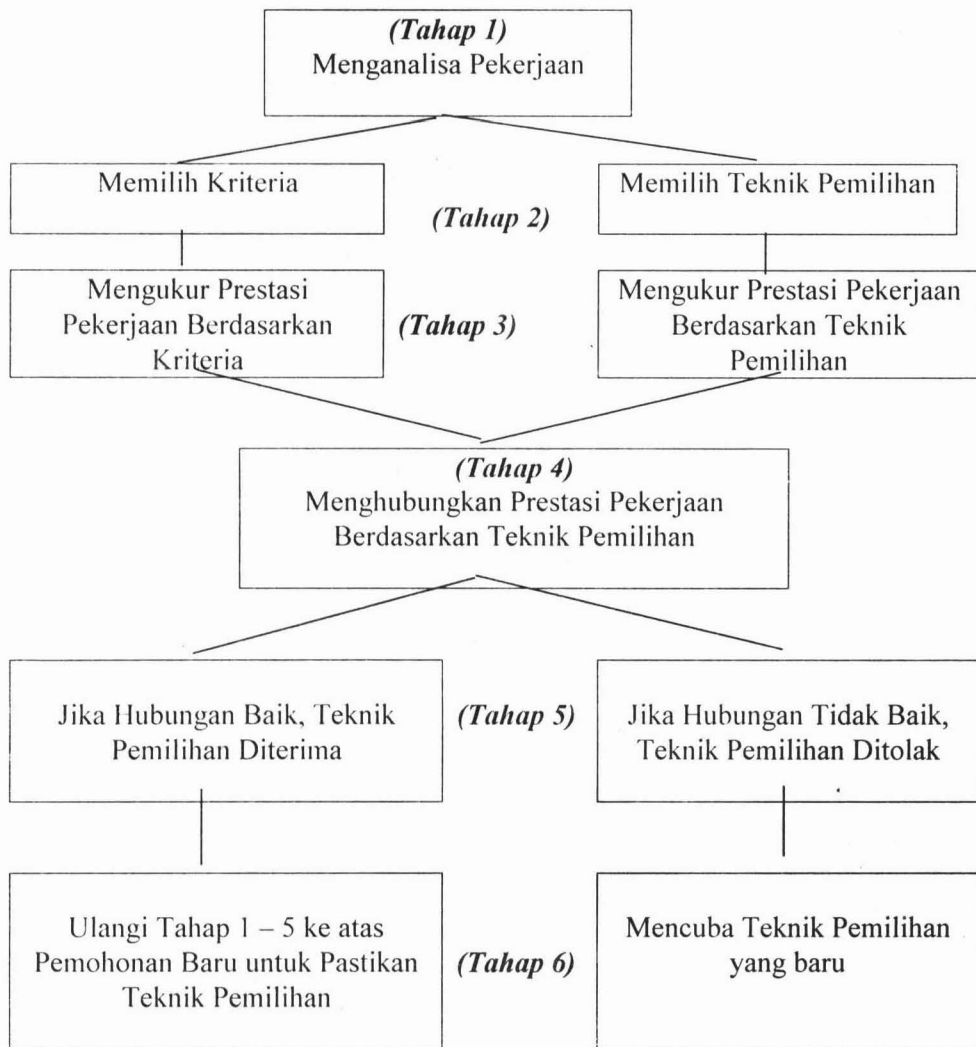 (Tahap 1)
Menganalisa Pekerjaan
Memilih Kriteria
Memilih Teknik Pemilihan
(Tahap 2)
Mengukur Prestasi
Pekerjaan Berdasarkan
Kriteria
(Tahap 3)
Mengukur Prestasi Pekerjaan
Berdasarkan Teknik
Pemilihan
(Tahap 4)
Menghubungkan Prestasi Pekerjaan
Berdasarkan Teknik Pemilihan
Jika Hubungan Baik, Teknik
Pemilihan Diterima
(Tahap 5)
Jika Hubungan Tidak Baik,
Teknik Pemilihan Ditolak
Ulangi Tahap 1 – 5 ke atas
Pemohonan Baru untuk Pastikan
Teknik Pemilihan
(Tahap 6)
Mencuba Teknik Pemilihan
yang baru